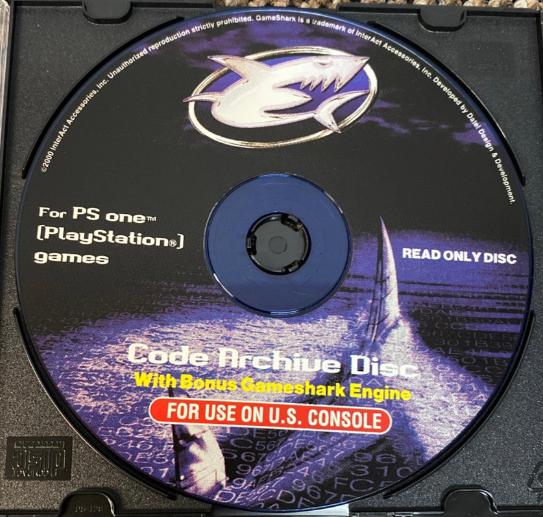 ©2000 InterAct Accessories, Inc. Unauthorized reproduction strictly prohibited. GameShark is a trademark of InterAct Accessories, Inc. Developed by Datel Design & Development.
For PS one™
(PlayStation®)
games
READ ONLY DISC
Code Archive Disc
With Bonus Gameshark Engine
FOR USE ON U.S. CONSOLE